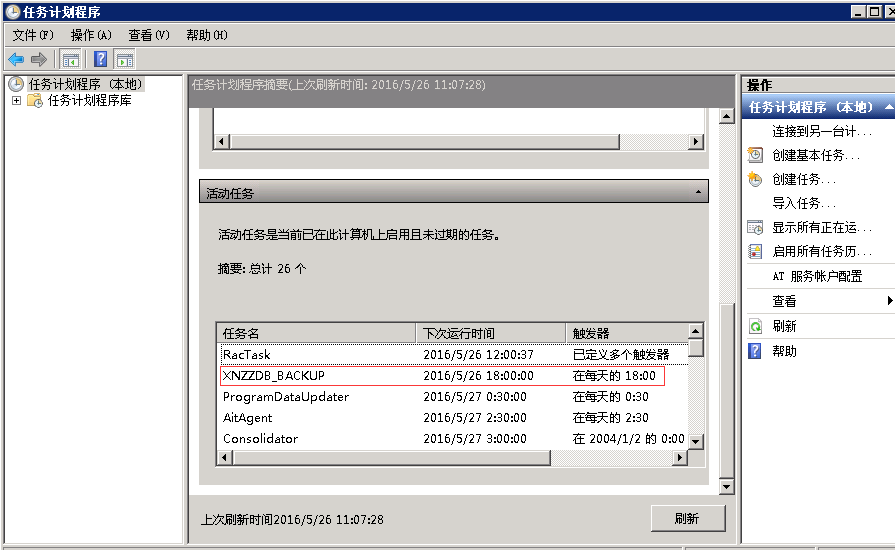 任务计划程序
文件(F) 操作(A) 查看(V) 帮助(H)
任务计划程序 (本地)
任务计划程序库
任务计划程序摘要(上次刷新时间: 2016/5/26 11:07:28)
活动任务
活动任务是当前已在此计算机上启用且未过期的任务。
摘要: 总计 26 个
任务名 下次运行时间 触发器
RacTask 2016/5/26 12:00:37 已定义多个触发器
XNZZDB_BACKUP 2016/5/26 18:00:00 在每天的 18:00
ProgramDataUpdater 2016/5/27 0:30:00 在每天的 0:30
AitAgent 2016/5/27 2:30:00 在每天的 2:30
Consolidator 2016/5/27 3:00:00 在 2004/1/2 的 0:00
上次刷新时间2016/5/26 11:07:28
刷新
操作
任务计划程序 (本地)
连接到另一台计...
创建基本任务...
创建任务...
导入任务...
显示所有正在运...
启用所有任务历...
AT 服务帐户配置
查看
刷新
帮助